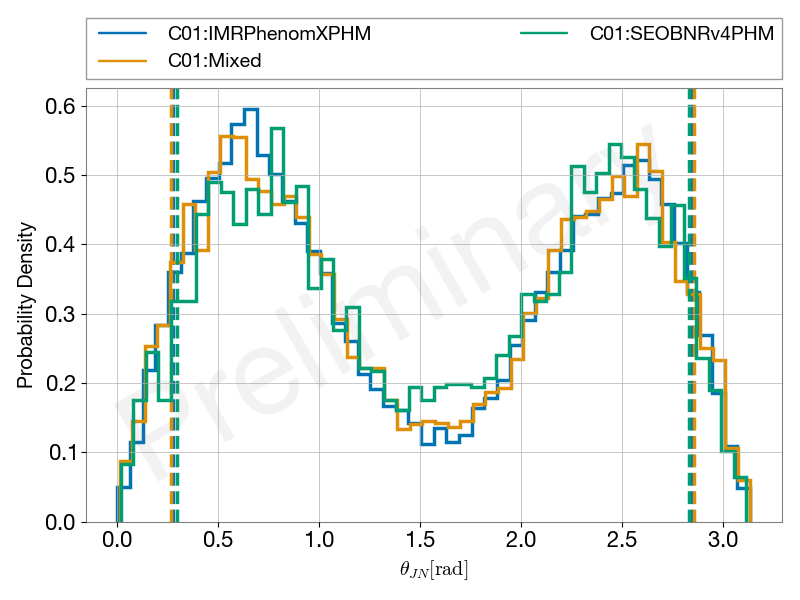 C01:IMRPhenomXPHM
C01:SEOBNRv4PHM
C01:Mixed
0.6
0.5
0.4
0.3
0.2
0.1
0.0
Probability Density
Preliminary
0.0 0.5 1.0 1.5 2.0 2.5 3.0
θ_JN[rad]